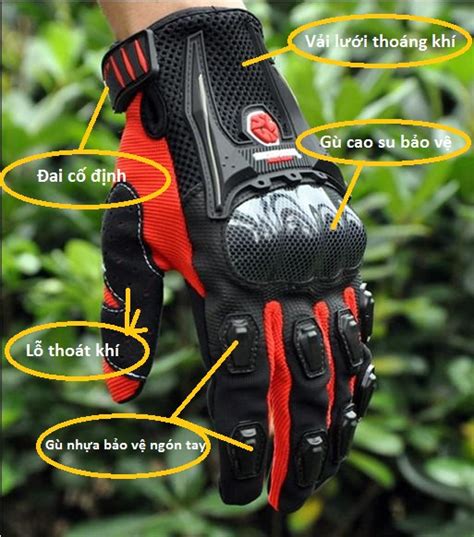 Vải lưới thoáng khí
Gù cao su bảo vệ
Đai cố định
Lỗ thoát khí
Gù nhựa bảo vệ ngón tay